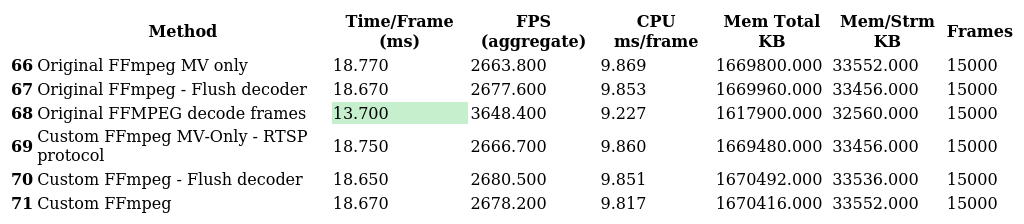 Method Time/Frame (ms) FPS (aggregate) CPU ms/frame Mem Total KB Mem/Strm KB Frames
66 Original FFmpeg MV only 18.770 2663.800 9.869 1669800.000 33552.000 15000
67 Original FFmpeg - Flush decoder 18.670 2677.600 9.853 1669960.000 33456.000 15000
68 Original FFMPEG decode frames 13.700 3648.400 9.227 1617900.000 32560.000 15000
69 Custom FFmpeg MV-Only - RTSP protocol 18.750 2666.700 9.860 1669480.000 33456.000 15000
70 Custom FFmpeg - Flush decoder 18.650 2680.500 9.851 1670492.000 33536.000 15000
71 Custom FFmpeg 18.670 2678.200 9.817 1670416.000 33552.000 15000